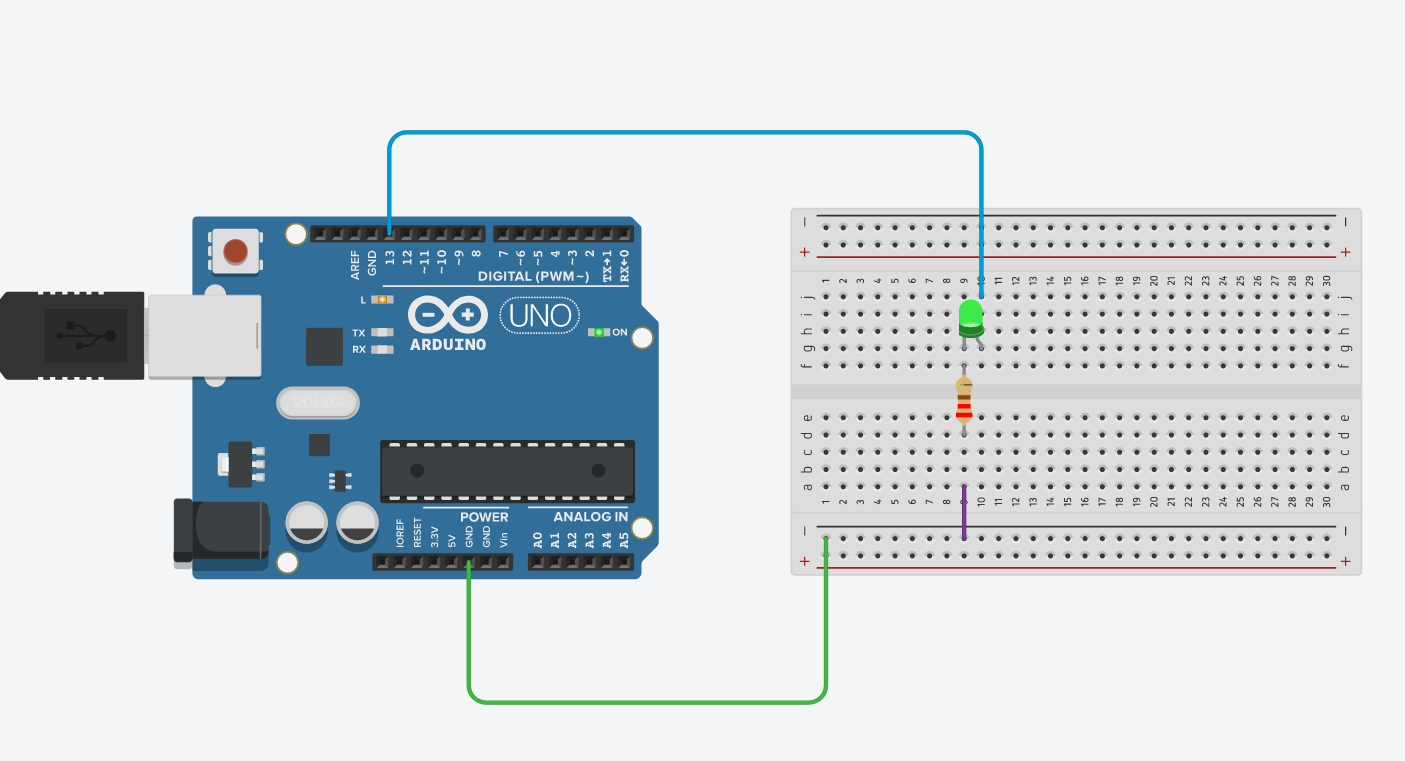 AREF
GND
13
12
~11
~10
~9
8
7
~6
~5
4
~3
2
TX→1
RX←0
DIGITAL (PWM~)
L
TX
RX
UNO
ON
ARDUINO
SPK16.000G
IOREF
RESET
3.3V
5V
GND
GND
Vin
POWER
ANALOG IN
A0
A1
A2
A3
A4
A5
− −
+ +
1 2 3 4 5 6 7 8 9 10 11 12 13 14 15 16 17 18 19 20 21 22 23 24 25 26 27 28 29 30
j j
i i
h h
g g
f f
e e
d d
c c
b b
a a
1 2 3 4 5 6 7 8 9 10 11 12 13 14 15 16 17 18 19 20 21 22 23 24 25 26 27 28 29 30
− −
+ +